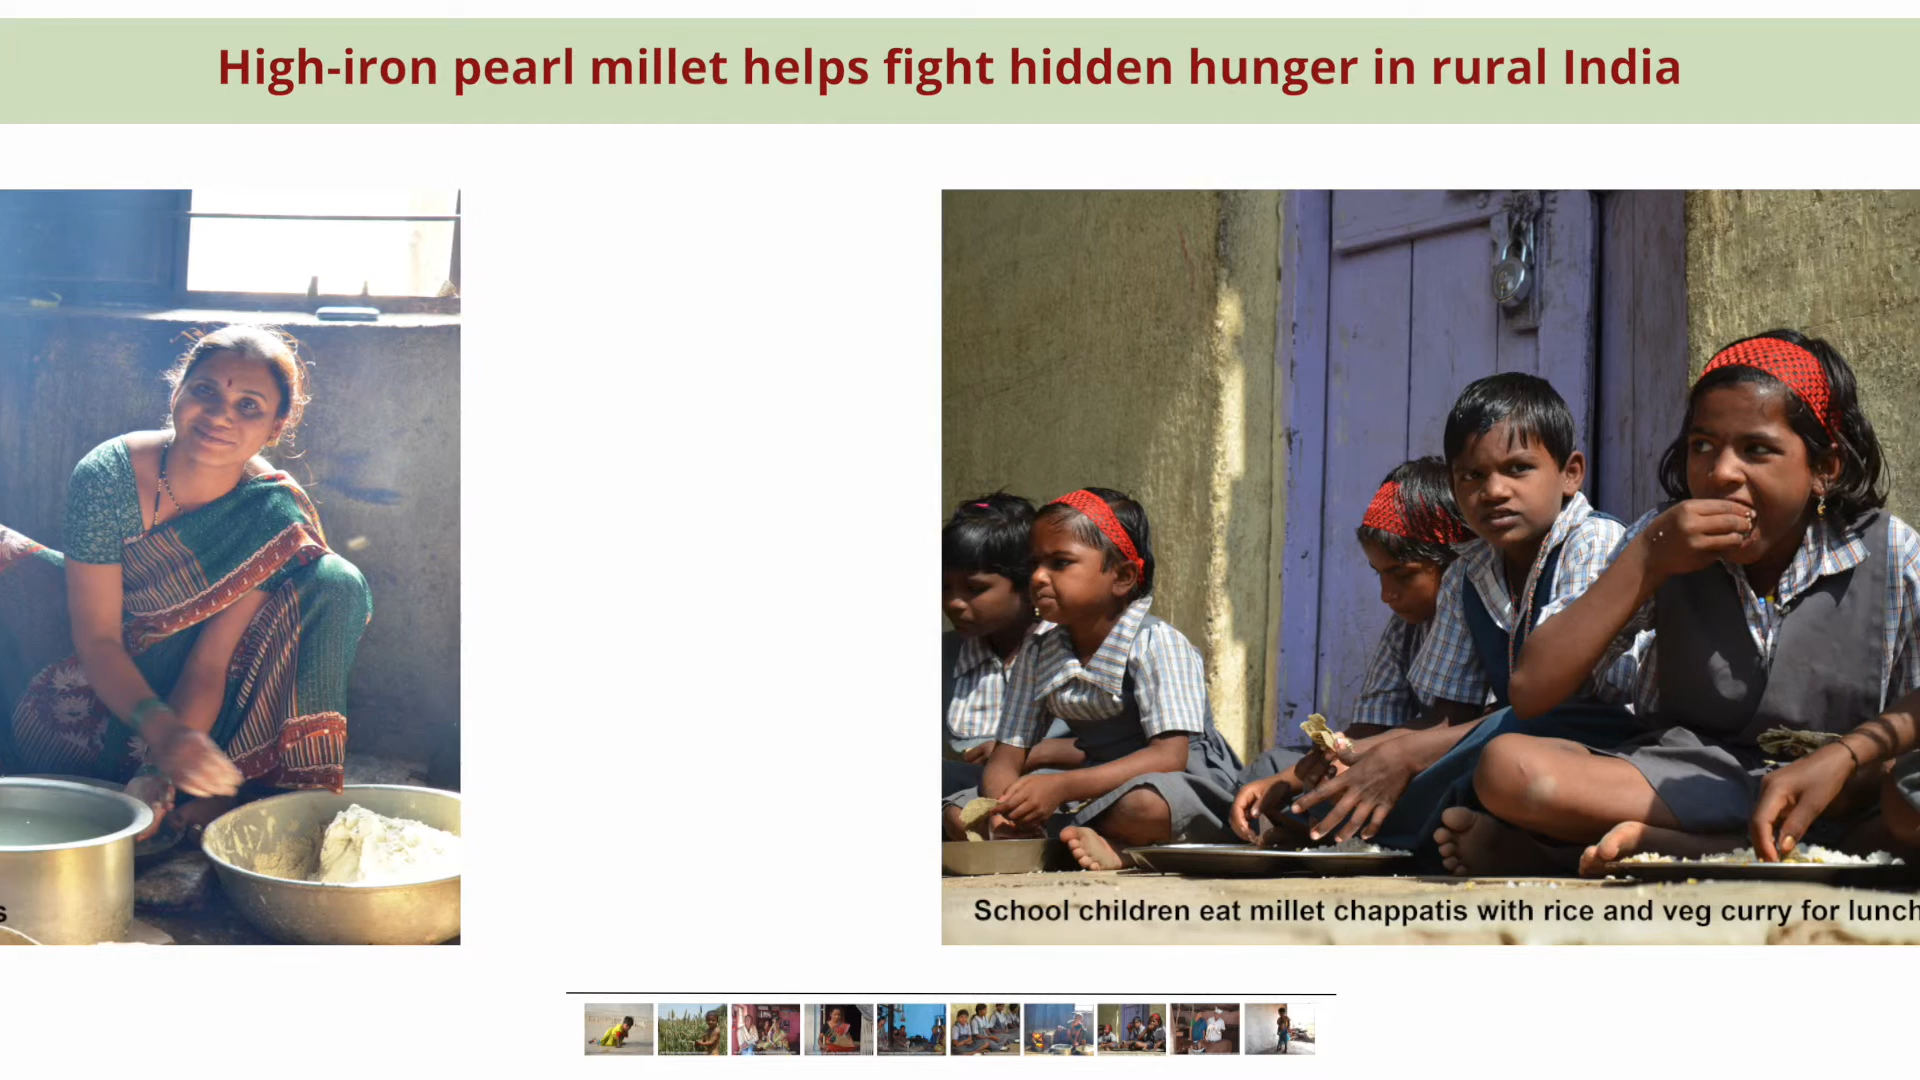 High-iron pearl millet helps fight hidden hunger in rural India
s
School children eat millet chappatis with rice and veg curry for lunch